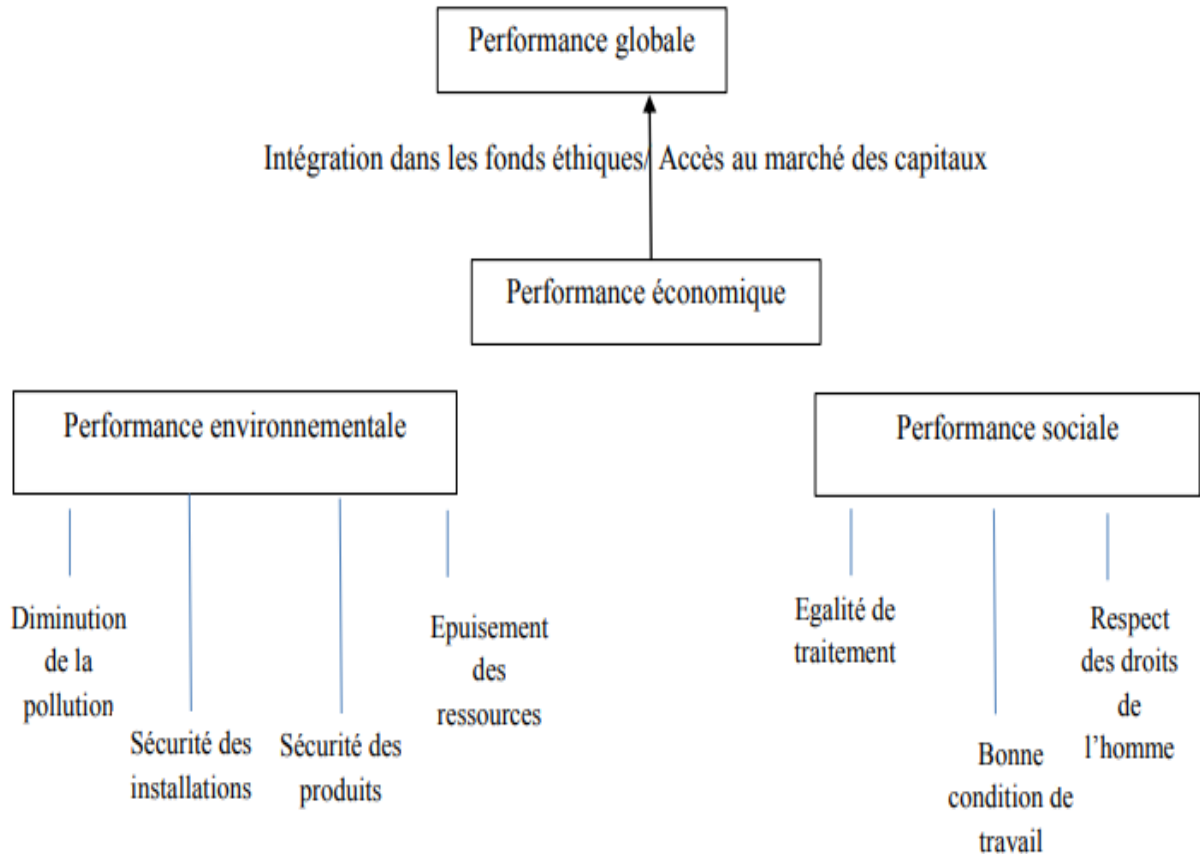 Performance globale
Intégration dans les fonds éthiques/ Accès au marché des capitaux
Performance économique
Performance environnementale
Performance sociale
Diminution
de la
pollution
Sécurité des
installations
Sécurité des
produits
Epuisement
des
ressources
Egalité de
traitement
Bonne
condition de
travail
Respect
des droits
de
l’homme